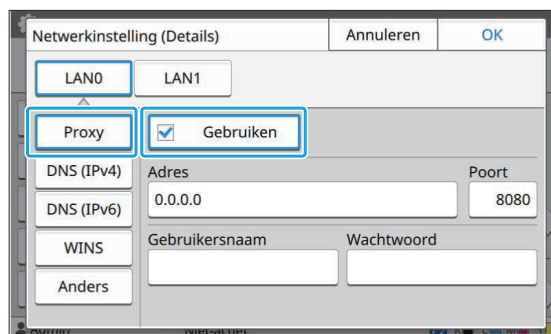 Netwerkinstelling (Details)
Annuleren
OK
LAN0
LAN1
Proxy
Gebruiken
DNS (IPv4)
DNS (IPv6)
WINS
Anders
Adres
Poort
0.0.0.0
8080
Gebruikersnaam
Wachtwoord